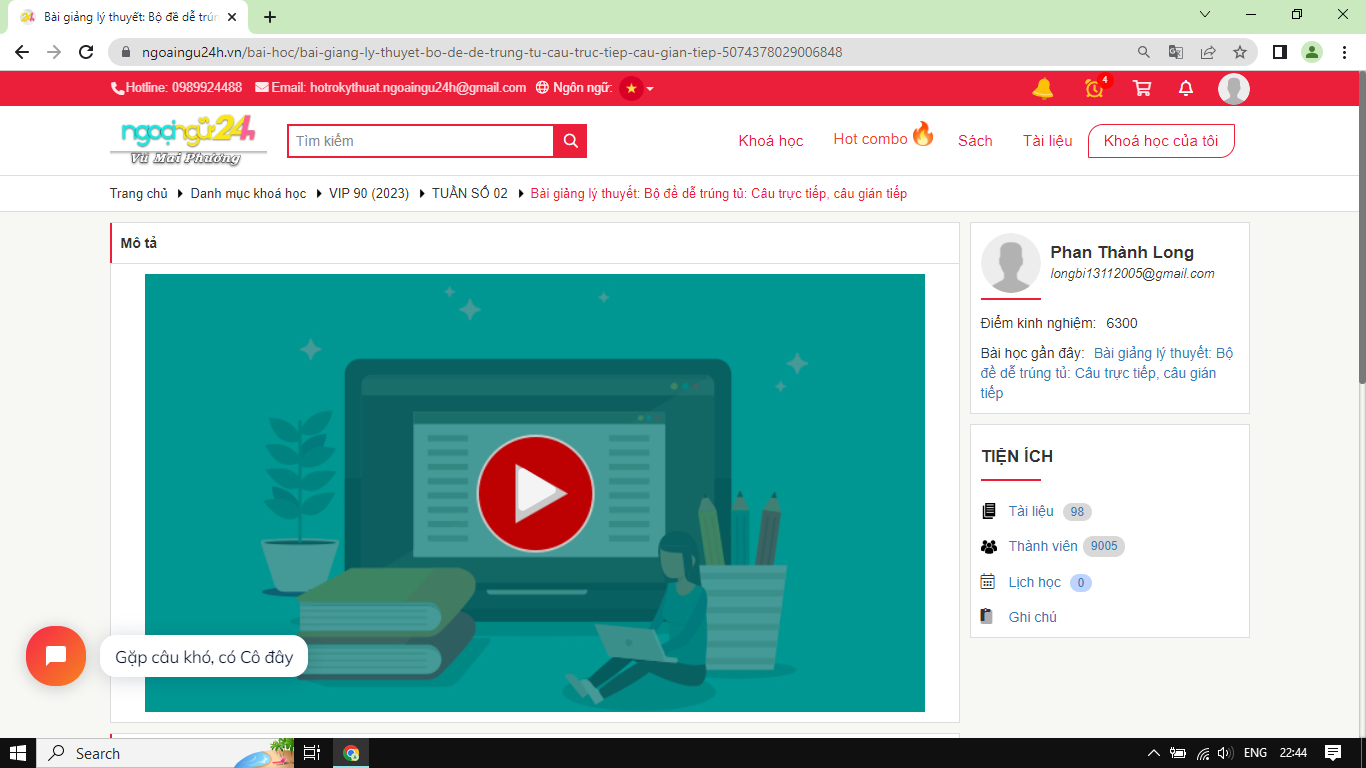 Bài giảng lý thuyết: Bộ đề dễ trún
ngoaingu24h.vn/bai-hoc/bai-giang-ly-thuyet-bo-de-de-trung-tu-cau-truc-tiep-cau-gian-tiep-5074378029006848
Hotline: 0989924488 Email: hotrokythuat.ngoaingu24h@gmail.com Ngôn ngữ:
4
ngoạingữ24h
Vũ Mai Phương
Tìm kiếm
Khoá học Hot combo Sách Tài liệu Khoá học của tôi
Trang chủ Danh mục khoá học VIP 90 (2023) TUẦN SỐ 02 Bài giảng lý thuyết: Bộ đề dễ trúng tủ: Câu trực tiếp, câu gián tiếp
Mô tả
Phan Thành Long
longbi13112005@gmail.com
Điểm kinh nghiệm: 6300
Bài học gần đây: Bài giảng lý thuyết: Bộ
đề dễ trúng tủ: Câu trực tiếp, câu gián
tiếp
TIỆN ÍCH
Tài liệu 98
Thành viên 9005
Lịch học 0
Ghi chú
Gặp câu khó, có Cô đây
Search
ENG 22:44